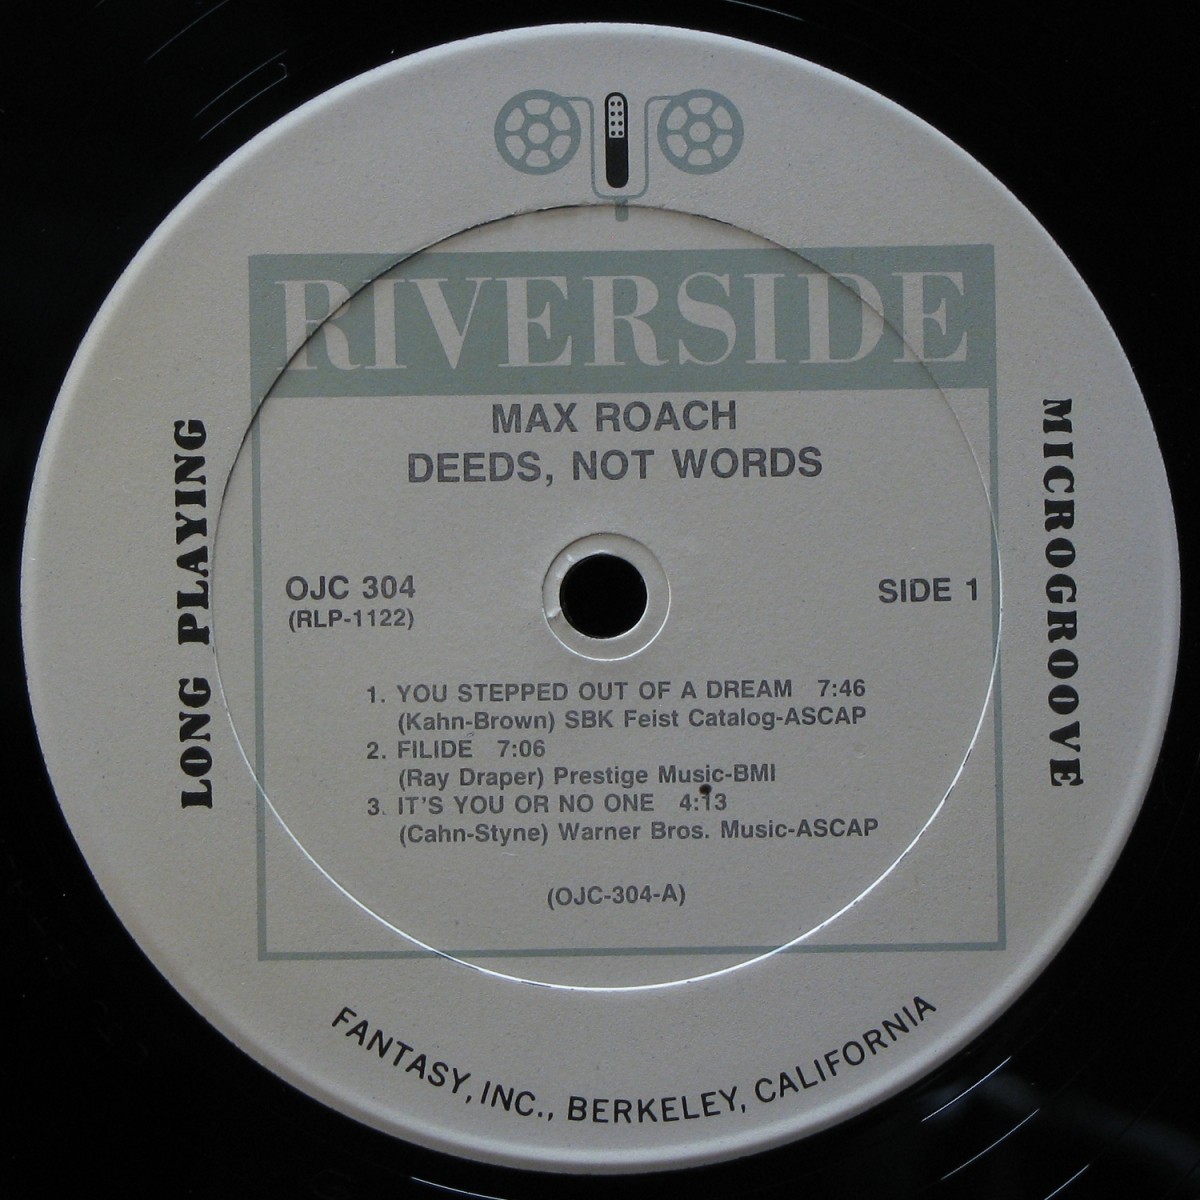 RIVERSIDE
MAX ROACH
DEEDS, NOT WORDS
LONG PLAYING
MICROGROOVE
OJC 304
(RLP-1122)
SIDE 1
1. YOU STEPPED OUT OF A DREAM 7:46
(Kahn-Brown) SBK Feist Catalog-ASCAP
2. FILIDE 7:06
(Ray Draper) Prestige Music-BMI
3. IT'S YOU OR NO ONE 4:13
(Cahn-Styne) Warner Bros. Music-ASCAP
(OJC-304-A)
FANTASY, INC., BERKELEY, CALIFORNIA